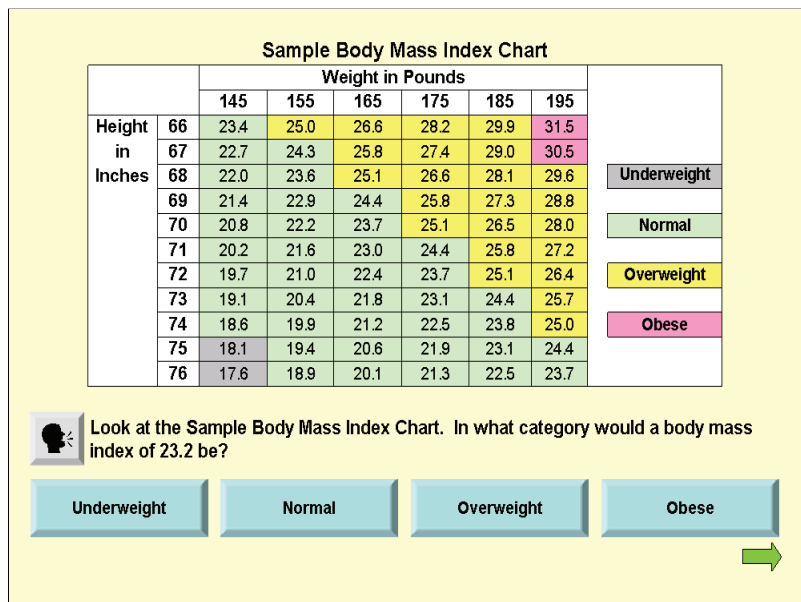 Sample Body Mass Index Chart
Weight in Pounds
145 155 165 175 185 195
Height 66 23.4 25.0 26.6 28.2 29.9 31.5
in 67 22.7 24.3 25.8 27.4 29.0 30.5
Inches 68 22.0 23.6 25.1 26.6 28.1 29.6 Underweight
69 21.4 22.9 24.4 25.8 27.3 28.8
70 20.8 22.2 23.7 25.1 26.5 28.0 Normal
71 20.2 21.6 23.0 24.4 25.8 27.2
72 19.7 21.0 22.4 23.7 25.1 26.4 Overweight
73 19.1 20.4 21.8 23.1 24.4 25.7
74 18.6 19.9 21.2 22.5 23.8 25.0 Obese
75 18.1 19.4 20.6 21.9 23.1 24.4
76 17.6 18.9 20.1 21.3 22.5 23.7
Look at the Sample Body Mass Index Chart. In what category would a body mass
index of 23.2 be?
Underweight Normal Overweight Obese